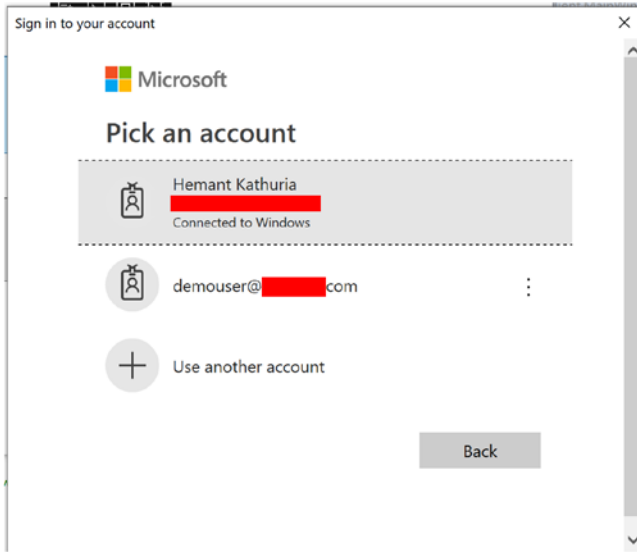 Sign in to your account
Microsoft
Pick an account
Hemant Kathuria
Connected to Windows
demouser@
com
Use another account
Back